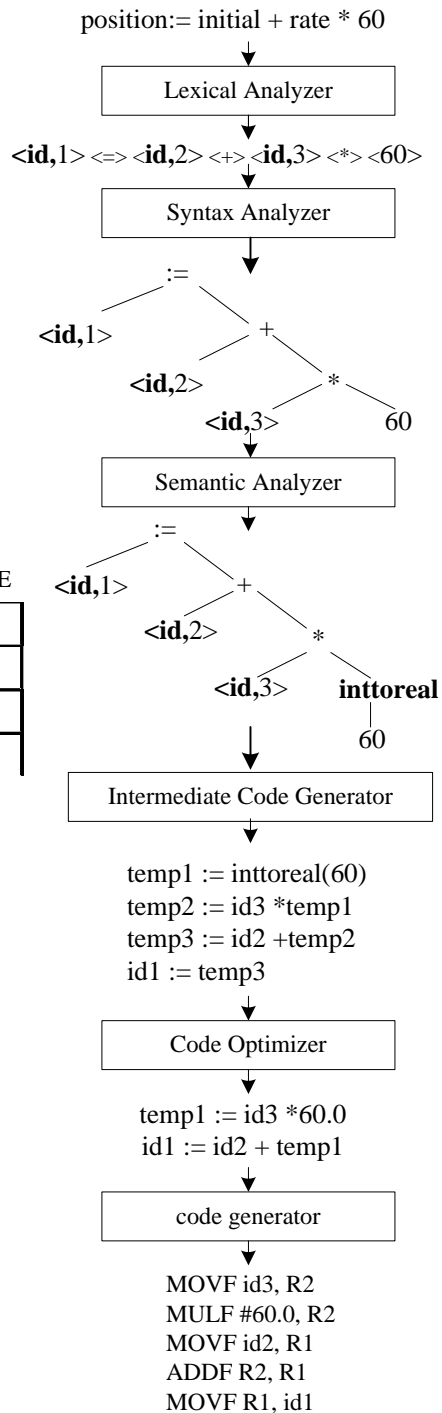 position:= initial + rate * 60
Lexical Analyzer
<id,1> <=> <id,2> <+> <id,3> <*> <60>
Syntax Analyzer
:=
<id,1>
+
<id,2>
*
<id,3>
60
Semantic Analyzer
:=
E
<id,1>
+
<id,2>
*
<id,3>
inttoreal
60
Intermediate Code Generator
temp1 := inttoreal(60)
temp2 := id3 *temp1
temp3 := id2 +temp2
id1 := temp3
Code Optimizer
temp1 := id3 *60.0
id1 := id2 + temp1
code generator
MOVF id3, R2
MULF #60.0, R2
MOVF id2, R1
ADDF R2, R1
MOVF R1, id1